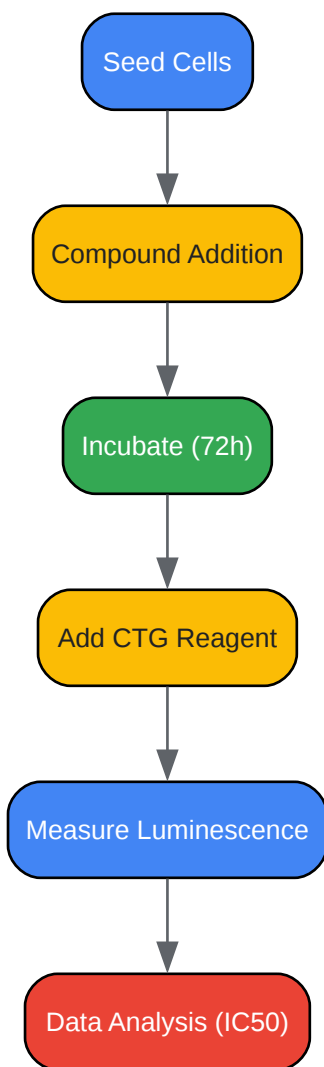 Seed Cells
Compound Addition
Incubate (72h)
Add CTG Reagent
Measure Luminescence
Data Analysis (IC50)